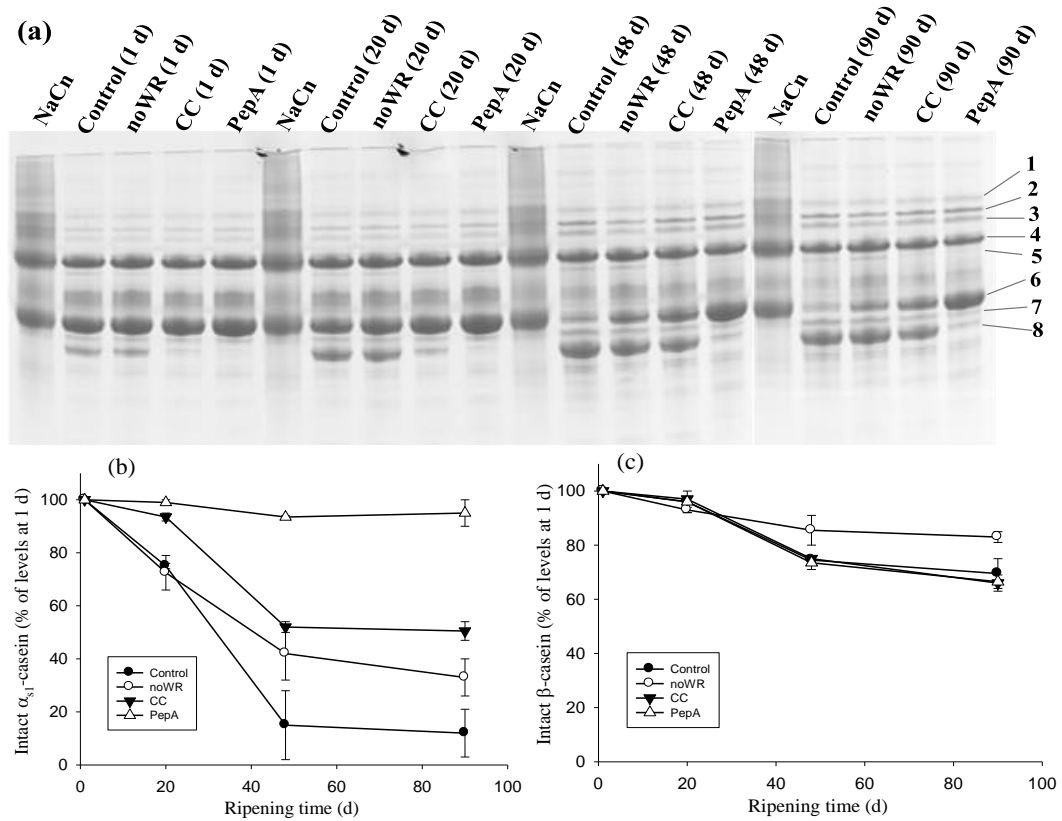 (a)
NaCn
Control (1 d)
noWR (1 d)
CC (1 d)
PepA (1 d)
NaCn
Control (20 d)
noWR (20 d)
CC (20 d)
PepA (20 d)
NaCn
Control (48 d)
noWR (48 d)
CC (48 d)
PepA (48 d)
NaCn
Control (90 d)
noWR (90 d)
CC (90 d)
PepA (90 d)
1
2
3
4
5
6
7
8
(b)
Intact αs1-casein (% of levels at 1 d)
100
80
60
40
20
0
Control
noWR
CC
PepA
0 20 40 60 80 100
Ripening time (d)
(c)
Intact β-casein (% of levels at 1 d)
100
80
60
40
20
0
Control
noWR
CC
PepA
0 20 40 60 80 100
Ripening time (d)